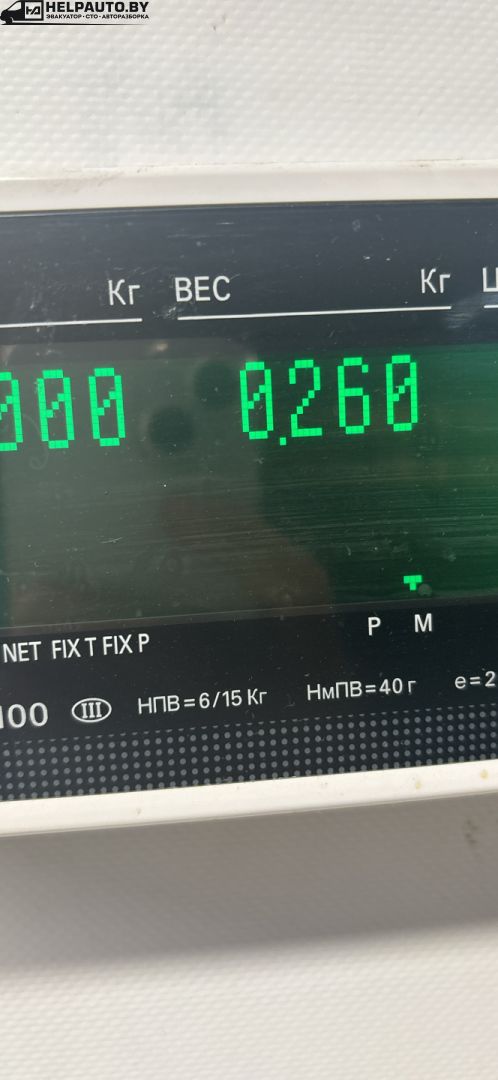 HELPAUTO.BY
ЭВАКУАТОР · СТО · АВТОРАЗБОРКА
Кг ВЕС Кг Ц
000 0.260
NET FIX T FIX P P M
100 III НПВ=6/15 Кг НмПВ=40 г e=2